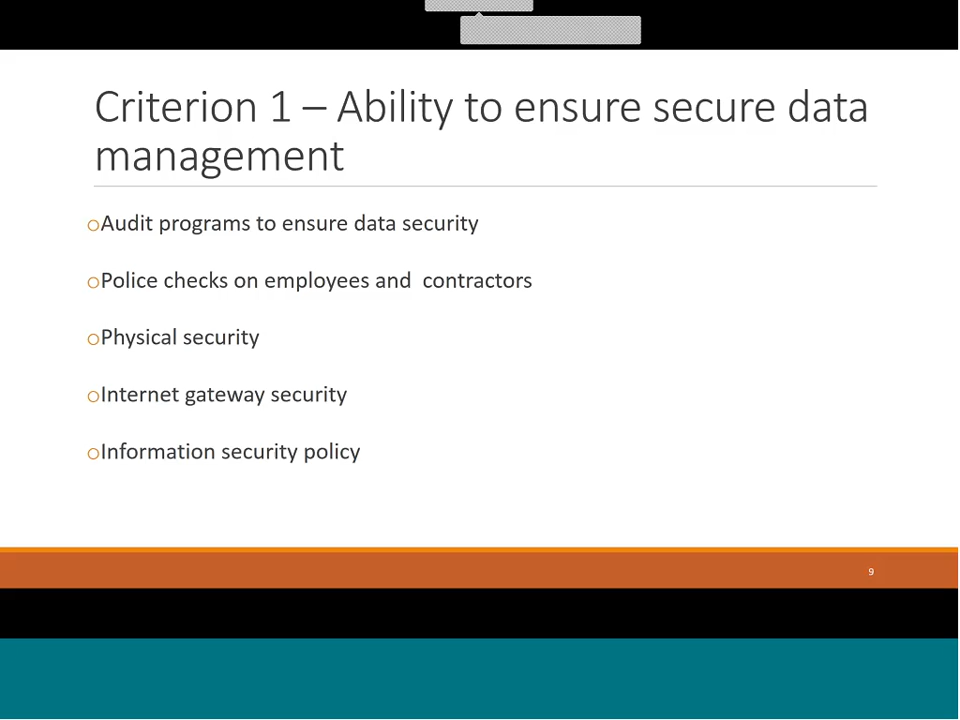 Criterion 1 – Ability to ensure secure data
management
oAudit programs to ensure data security
oPolice checks on employees and  contractors
oPhysical security
oInternet gateway security
oInformation security policy
9